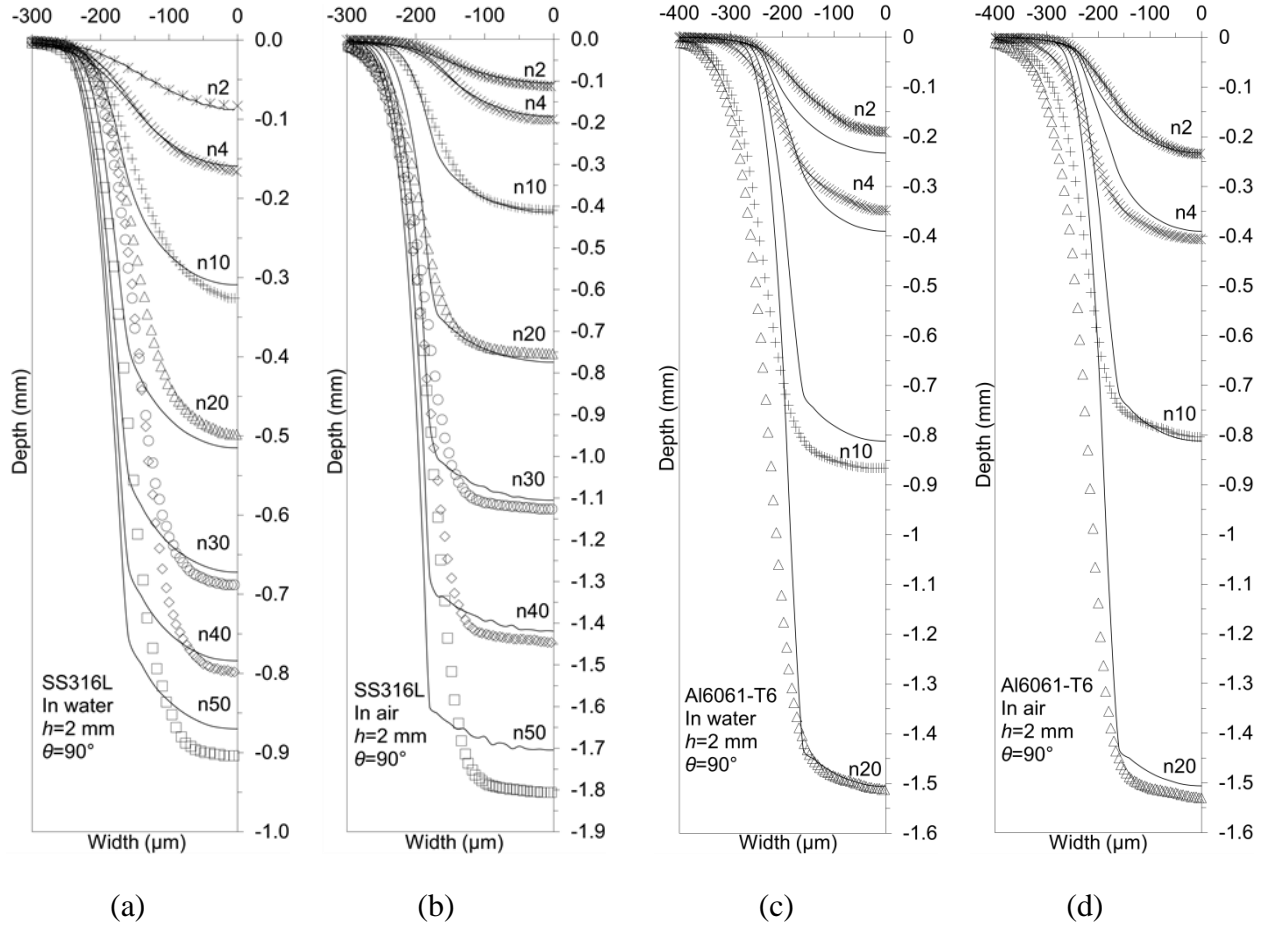 -300 -200 -100 0
0.0
-0.1
-0.2
-0.3
-0.4
-0.5
-0.6
-0.7
-0.8
-0.9
-1.0
Depth (mm)
n2
n4
n10
n20
n30
n40
n50
SS316L
In water
h=2 mm
θ=90°
Width (µm)
(a)
-300 -200 -100 0
0.0
-0.1
-0.2
-0.3
-0.4
-0.5
-0.6
-0.7
-0.8
-0.9
-1.0
-1.1
-1.2
-1.3
-1.4
-1.5
-1.6
-1.7
-1.8
-1.9
Depth (mm)
n2
n4
n10
n20
n30
n40
n50
SS316L
In air
h=2 mm
θ=90°
Width (µm)
(b)
-400 -300 -200 -100 0
0
-0.1
-0.2
-0.3
-0.4
-0.5
-0.6
-0.7
-0.8
-0.9
-1
-1.1
-1.2
-1.3
-1.4
-1.5
-1.6
Depth (mm)
n2
n4
n10
n20
Al6061-T6
In water
h=2 mm
θ=90°
Width (µm)
(c)
-400 -300 -200 -100 0
0
-0.1
-0.2
-0.3
-0.4
-0.5
-0.6
-0.7
-0.8
-0.9
-1
-1.1
-1.2
-1.3
-1.4
-1.5
-1.6
Depth (mm)
n2
n4
n10
n20
Al6061-T6
In air
h=2 mm
θ=90°
Width (µm)
(d)